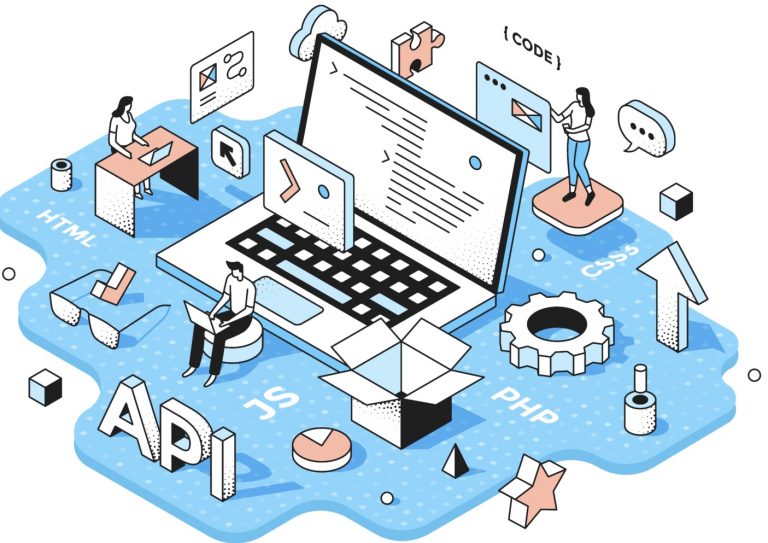 { CODE }
HTML
CSS3
JS
PHP
API